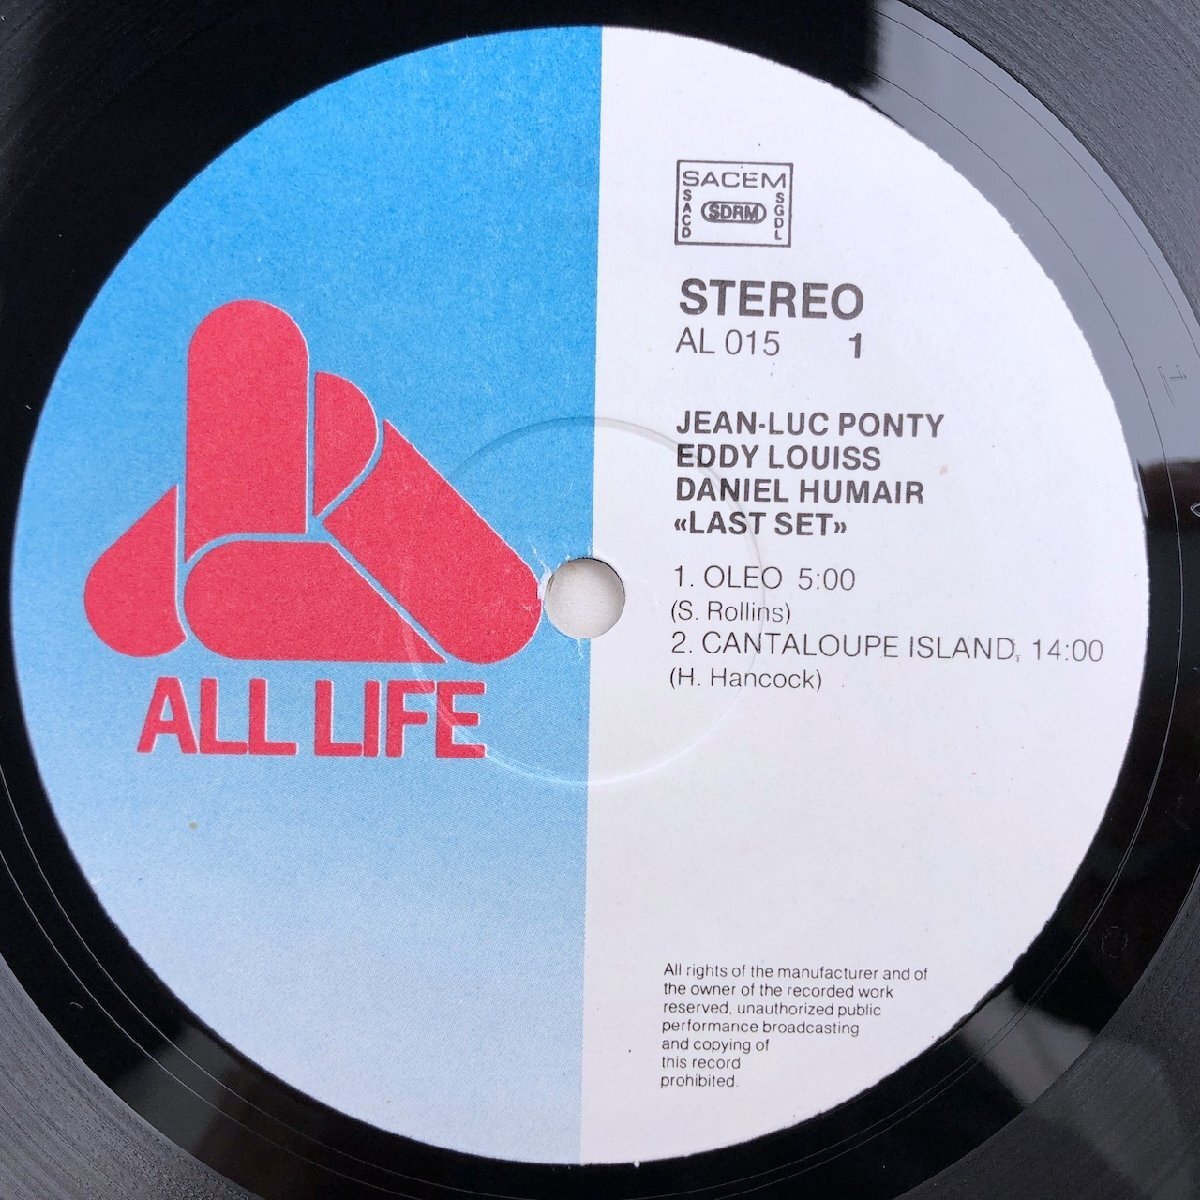 SACEM
SACD
SDRM
SGDL
STEREO
AL 015 1
JEAN-LUC PONTY
EDDY LOUISS
DANIEL HUMAIR
«LAST SET»
1. OLEO 5:00
(S. Rollins)
2. CANTALOUPE ISLAND, 14:00
(H. Hancock)
ALL LIFE
All rights of the manufacturer and of
the owner of the recorded work
reserved, unauthorized public
performance broadcasting
and copying of
this record
prohibited.